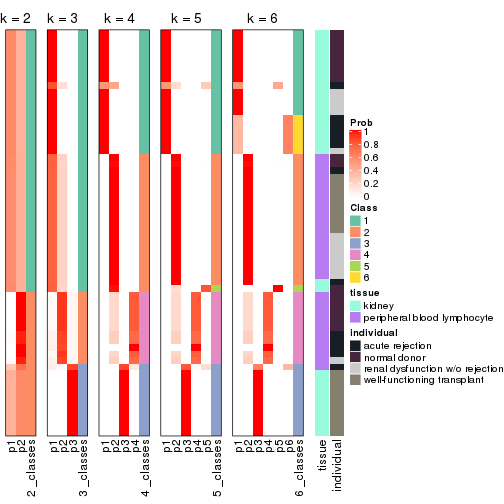 k = 2
k = 3
k = 4
k = 5
k = 6
Prob
1
0.8
0.6
0.4
0.2
0
Class
1
2
3
4
5
6
tissue
kidney
peripheral blood lymphocyte
individual
acute rejection
normal donor
renal dysfunction w/o rejection
well-functioning transplant
p1
p2
2_classes
p1
p2
p3
3_classes
p1
p2
p3
p4
4_classes
p1
p2
p3
p4
p5
5_classes
p1
p2
p3
p4
p5
p6
6_classes
tissue
individual